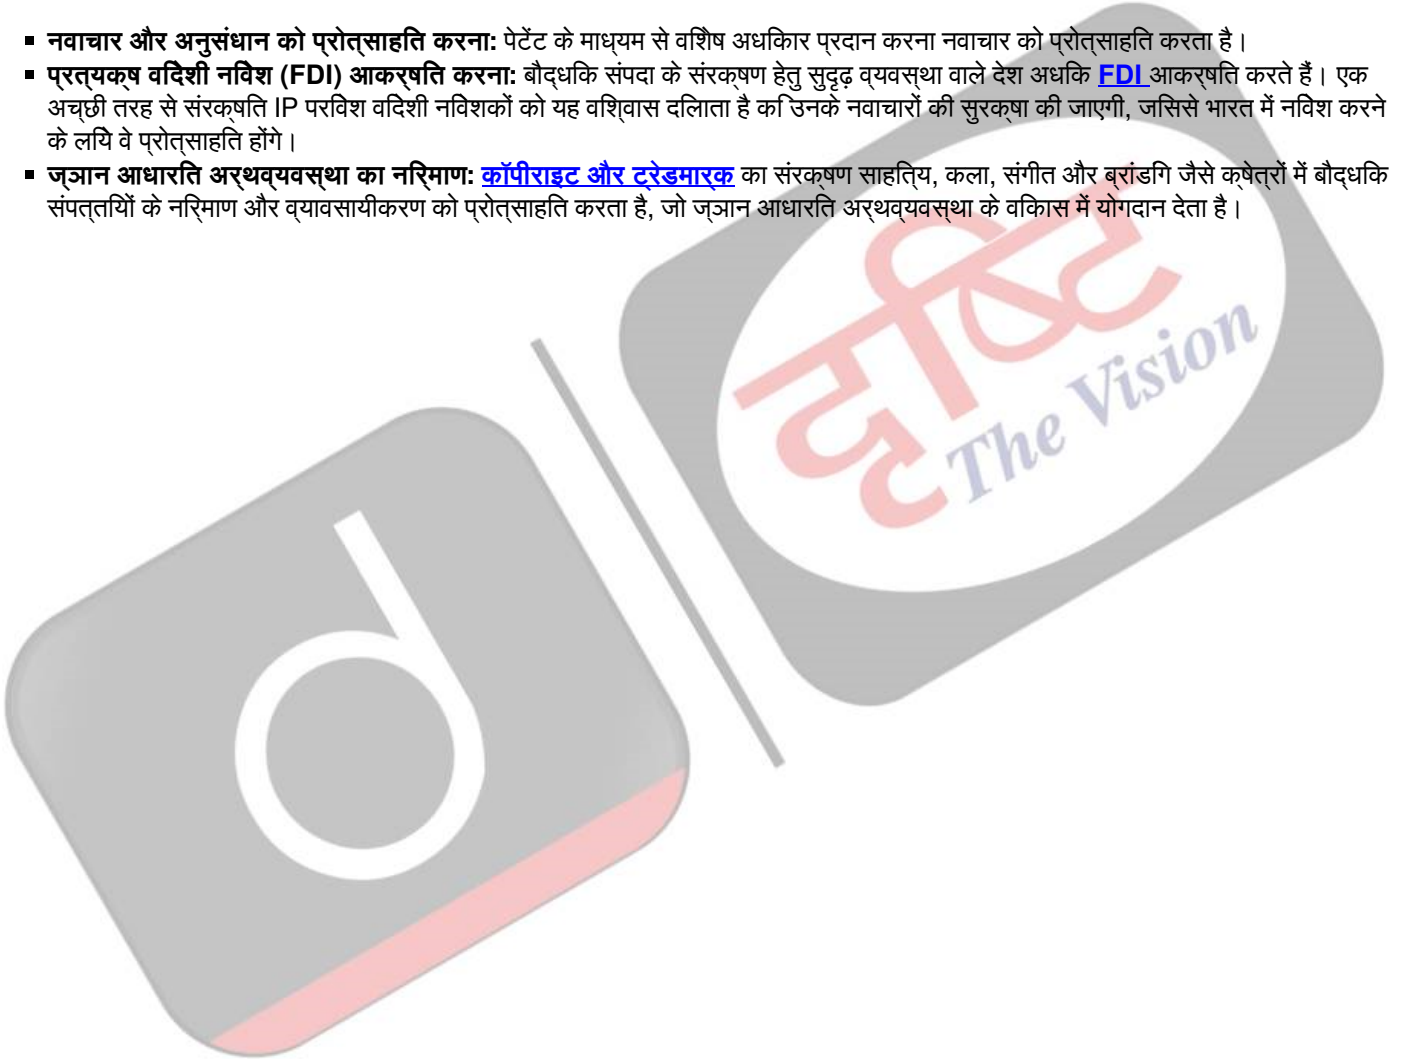 ▪ नवाचार और अनुसंधान को प्रोत्साहित करना: पेटेंट के माध्यम से विशेष अधिकार प्रदान करना नवाचार को प्रोत्साहित करता है।
▪ प्रत्यक्ष विदेशी निवेश (FDI) आकर्षित करना: बौद्धिक संपदा के संरक्षण हेतु सुदृढ़ व्यवस्था वाले देश अधिक FDI आकर्षित करते हैं। एक
अच्छी तरह से संरक्षित IP परिवेश विदेशी निवेशकों को यह विश्वास दिलाता है कि उनके नवाचारों की सुरक्षा की जाएगी, जिससे भारत में निवेश करने
के लिये वे प्रोत्साहित होंगे।
▪ ज्ञान आधारित अर्थव्यवस्था का निर्माण: कॉपीराइट और ट्रेडमार्क का संरक्षण साहित्य, कला, संगीत और ब्रांडिंग जैसे क्षेत्रों में बौद्धिक
संपत्तियों के निर्माण और व्यावसायीकरण को प्रोत्साहित करता है, जो ज्ञान आधारित अर्थव्यवस्था के विकास में योगदान देता है।
दृष्टि
The Vision
d